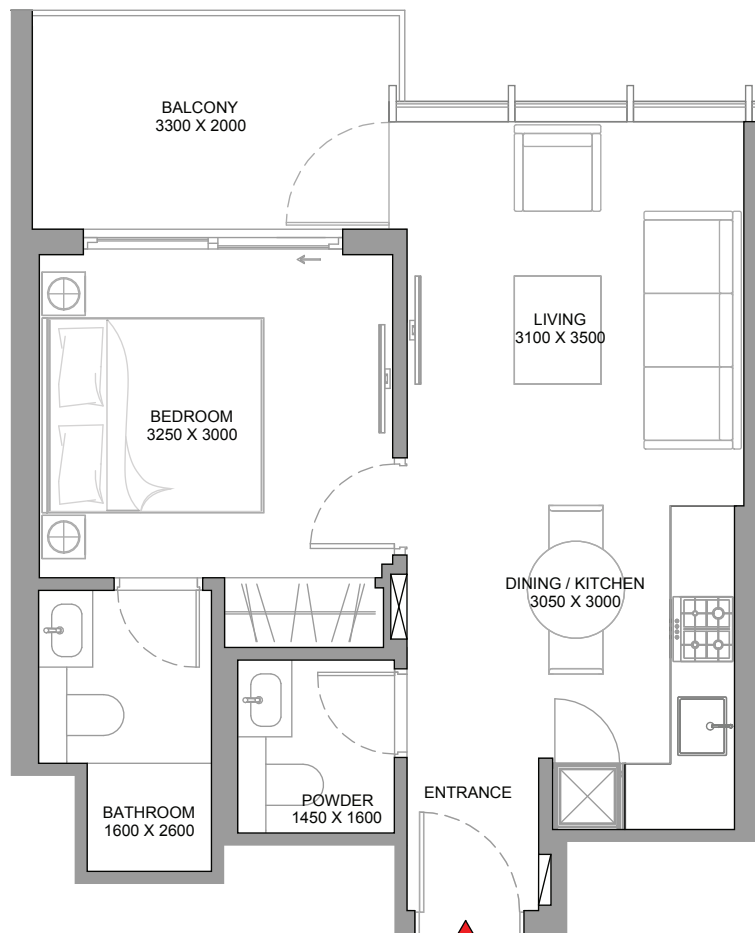 BALCONY
3300 X 2000
LIVING
3100 X 3500
BEDROOM
3250 X 3000
DINING / KITCHEN
3050 X 3000
ENTRANCE
POWDER
1450 X 1600
BATHROOM
1600 X 2600